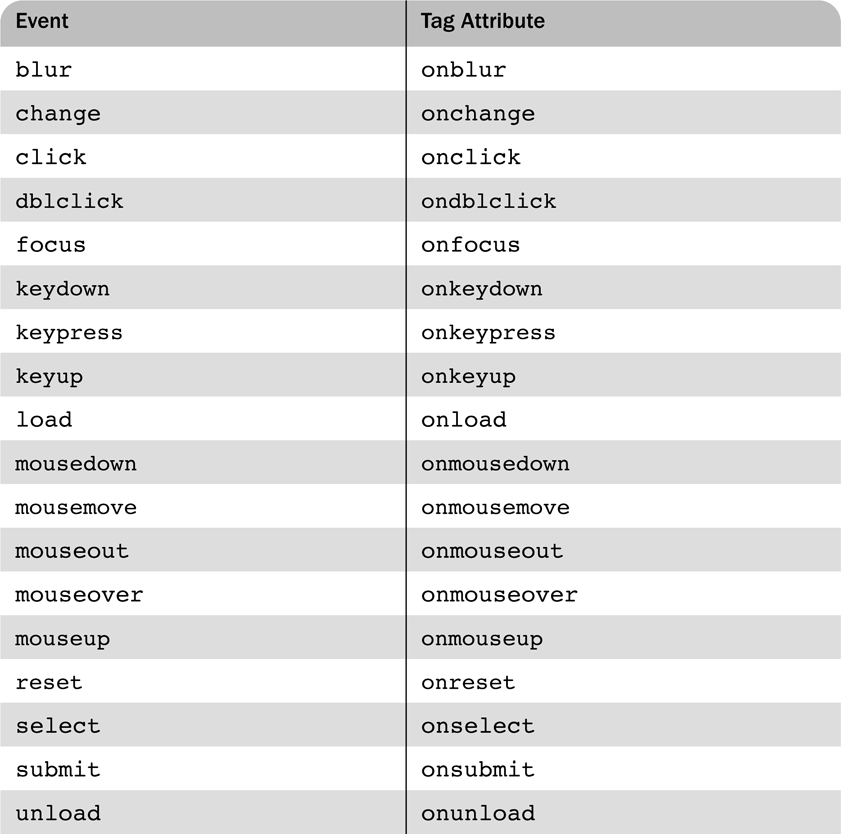 Event Tag Attribute
blur onblur
change onchange
click onclick
dblclick ondblclick
focus onfocus
keydown onkeydown
keypress onkeypress
keyup onkeyup
load onload
mousedown onmousedown
mousemove onmousemove
mouseout onmouseout
mouseover onmouseover
mouseup onmouseup
reset onreset
select onselect
submit onsubmit
unload onunload